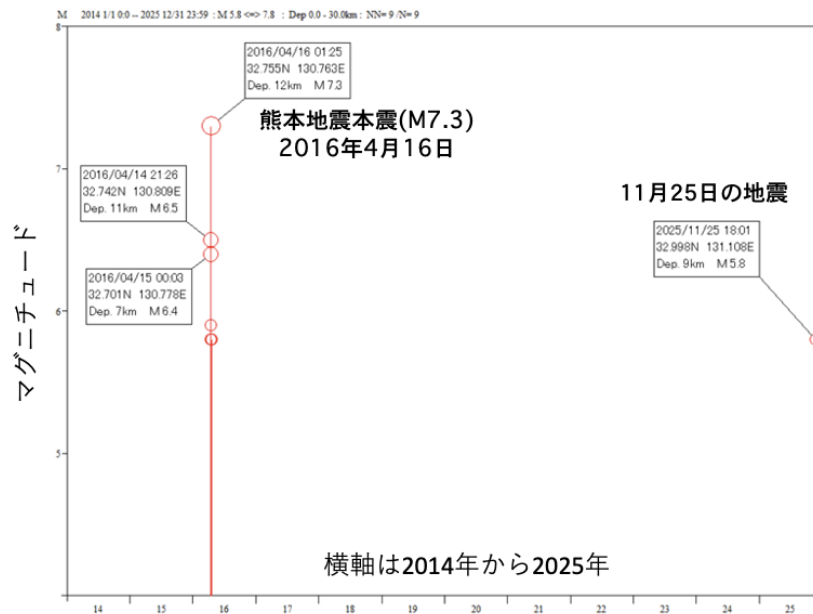 M 2014 1/1 0:0 -- 2025 12/31 23:59 : M 5.8 <=> 7.8 : Dep 0.0 - 30.0km : NN= 9 /N= 9
8
2016/04/16 01:25
32.755N 130.763E
Dep. 12km M 7.3
熊本地震本震(M7.3)
2016年4月16日
7
2016/04/14 21:26
32.742N 130.809E
Dep. 11km M 6.5
11月25日の地震
2025/11/25 18:01
32.998N 131.108E
Dep. 9km M 5.8
2016/04/15 00:03
32.701N 130.778E
Dep. 7km M 6.4
マグニチュード
6
5
横軸は2014年から2025年
14 15 16 17 18 19 20 21 22 23 24 25